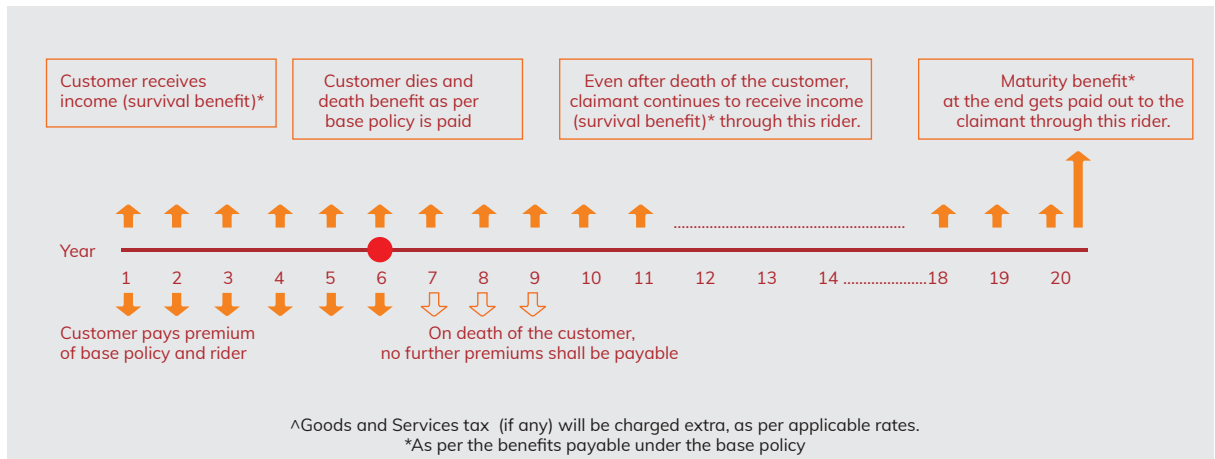 Customer receives
income (survival benefit)*
Customer dies and
death benefit as per
base policy is paid
Even after death of the customer,
claimant continues to receive income
(survival benefit)* through this rider.
Maturity benefit*
at the end gets paid out to the
claimant through this rider.
Year
1 2 3 4 5 6 7 8 9 10 11 12 13 14 ..................... 18 19 20
Customer pays premium
of base policy and rider
On death of the customer,
no further premiums shall be payable
^Goods and Services tax (if any) will be charged extra, as per applicable rates.
*As per the benefits payable under the base policy